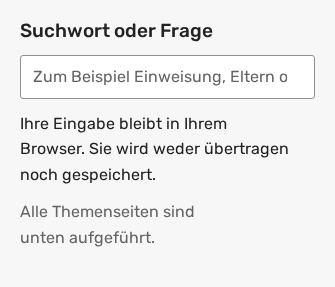 Suchwort oder Frage
Zum Beispiel Einweisung, Eltern o
Ihre Eingabe bleibt in Ihrem
Browser. Sie wird weder übertragen
noch gespeichert.
Alle Themenseiten sind
unten aufgeführt.